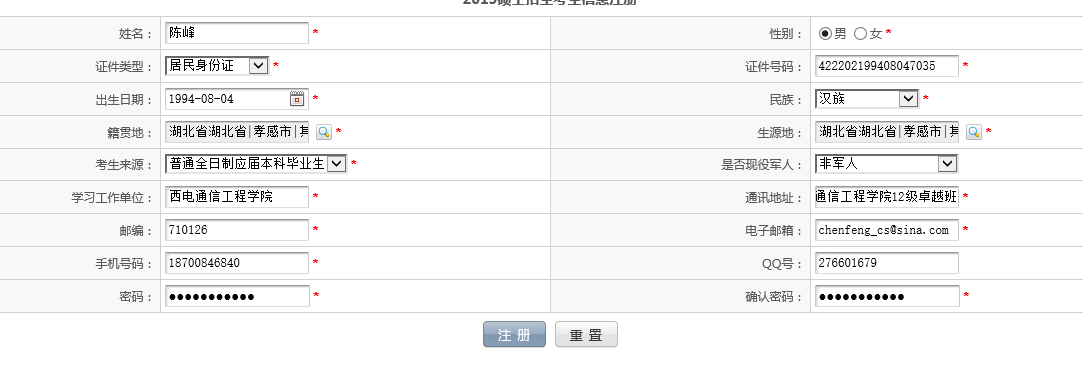 2015硕士招生考生信息注册
姓名： 陈峰 * 性别： 男 女 *
证件类型： 居民身份证 * 证件号码： 422202199408047035 *
出生日期： 1994-08-04 * 民族： 汉族 *
籍贯地： 湖北省湖北省|孝感市| * 生源地： 湖北省湖北省|孝感市| *
考生来源： 普通全日制应届本科毕业生 * 是否现役军人： 非军人
学习工作单位： 西电通信工程学院 * 通讯地址： 通信工程学院12级卓越班 *
邮编： 710126 * 电子邮箱： chenfeng_cs@sina.com *
手机号码： 18700846840 * QQ号： 276601679
密码： ●●●●●●●●●●● * 确认密码： ●●●●●●●●●●● *
注 册 重 置